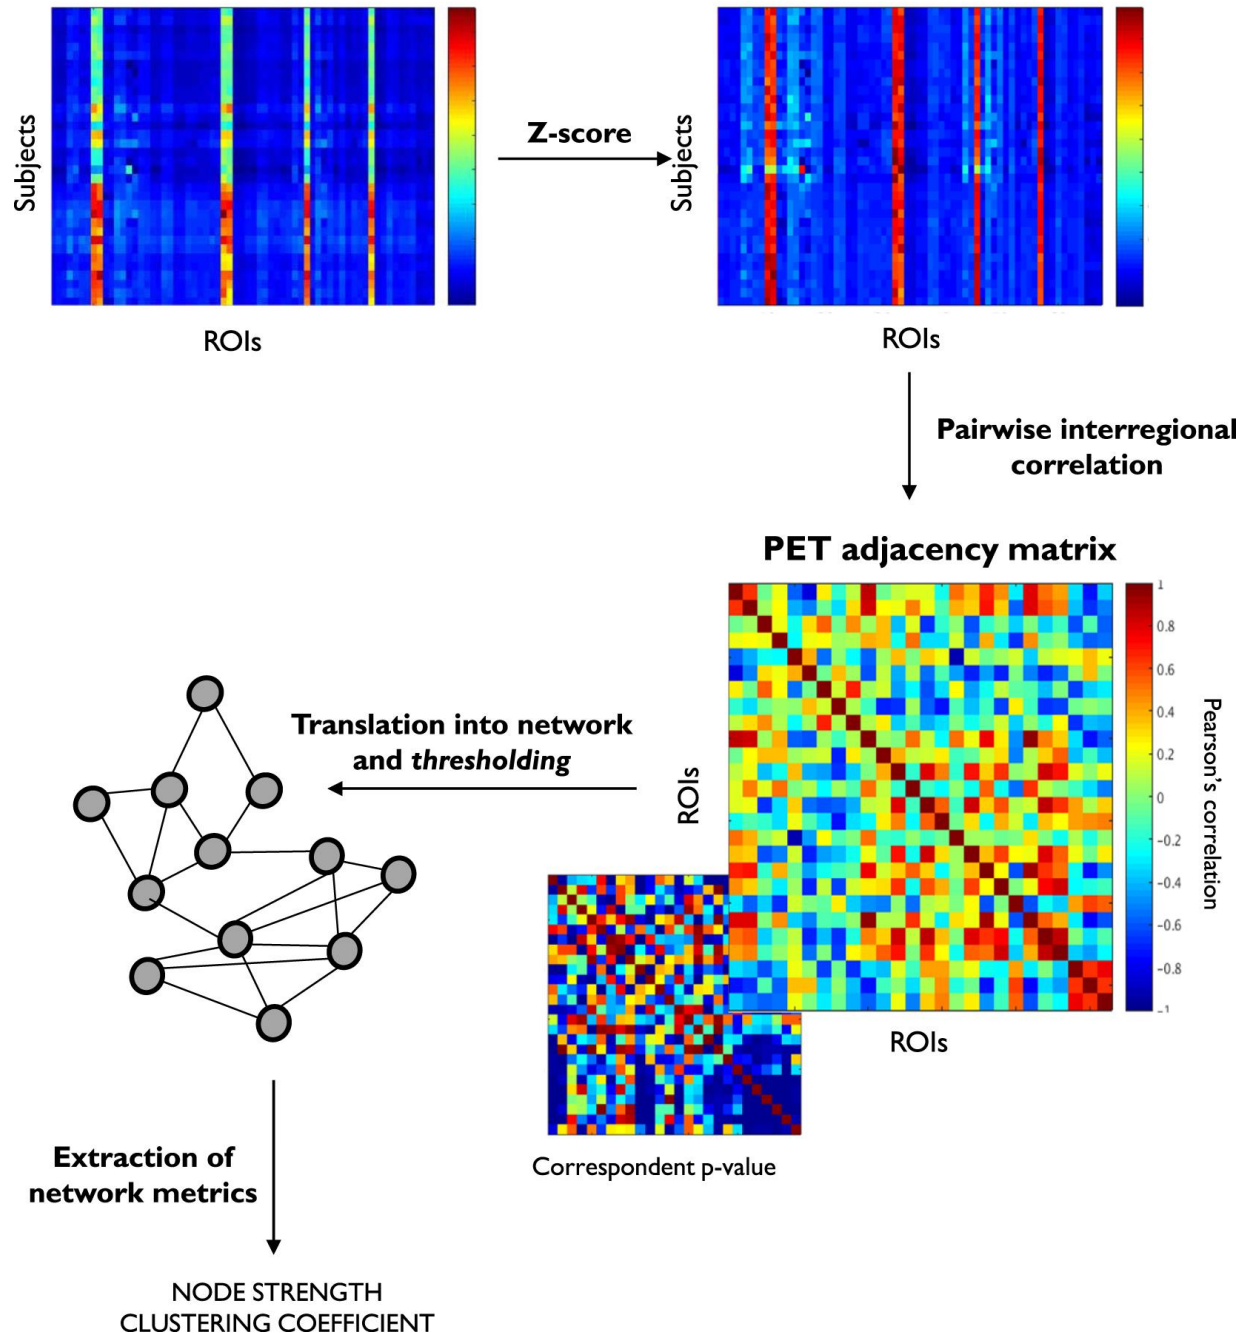 Subjects
ROIs
Z-score
Subjects
ROIs
Pairwise interregional
correlation
PET adjacency matrix
ROIs
ROIs
1
0.8
0.6
0.4
0.2
0
-0.2
-0.4
-0.6
-0.8
-1
Pearson's correlation
Translation into network
and thresholding
Correspondent p-value
Extraction of
network metrics
NODE STRENGTH
CLUSTERING COEFFICIENT